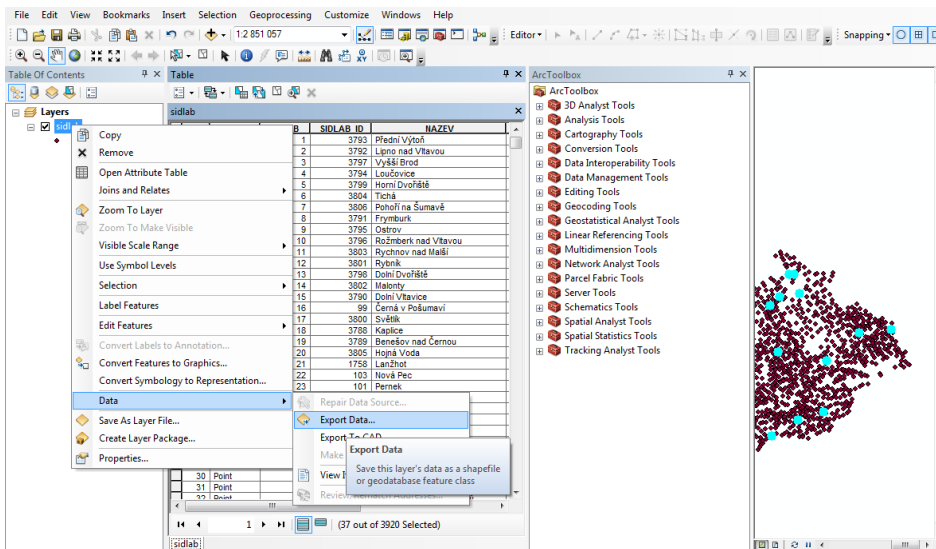 File Edit View Bookmarks Insert Selection Geoprocessing Customize Windows Help
1:2 851 057
Editor
Snapping
Table Of Contents
Layers
Table
sidlab
B SIDLAB_ID NAZEV
1 3793 Přední Výtoň
2 3792 Lipno nad Vltavou
3 3797 Vyšší Brod
4 3794 Loučovice
5 3799 Horní Dvořiště
6 3804 Tichá
7 3806 Pohoří na Šumavě
8 3791 Frymburk
9 3795 Ostrov
10 3796 Rožmberk nad Vltavou
11 3803 Rychnov nad Malší
12 3801 Rybník
13 3798 Dolní Dvořiště
14 3802 Malonty
15 3790 Dolní Vltavice
16 99 Černá v Pošumaví
17 3800 Světlík
18 3788 Kaplice
19 3789 Benešov nad Černou
20 3805 Hojná Voda
21 1758 Lanžhot
22 103 Nová Pec
23 101 Pernek
30 Point
31 Point
32 Point
1
(37 out of 3920 Selected)
sidlab
Copy
Remove
Open Attribute Table
Joins and Relates
Zoom To Layer
Zoom To Make Visible
Visible Scale Range
Use Symbol Levels
Selection
Label Features
Edit Features
Convert Labels to Annotation...
Convert Features to Graphics...
Convert Symbology to Representation...
Data
Save As Layer File...
Create Layer Package...
Properties...
Repair Data Source...
Export Data...
Export To CAD
Make
View
Export Data
Save this layer's data as a shapefile
or geodatabase feature class
ArcToolbox
ArcToolbox
3D Analyst Tools
Analysis Tools
Cartography Tools
Conversion Tools
Data Interoperability Tools
Data Management Tools
Editing Tools
Geocoding Tools
Geostatistical Analyst Tools
Linear Referencing Tools
Multidimension Tools
Network Analyst Tools
Parcel Fabric Tools
Server Tools
Schematics Tools
Spatial Analyst Tools
Spatial Statistics Tools
Tracking Analyst Tools